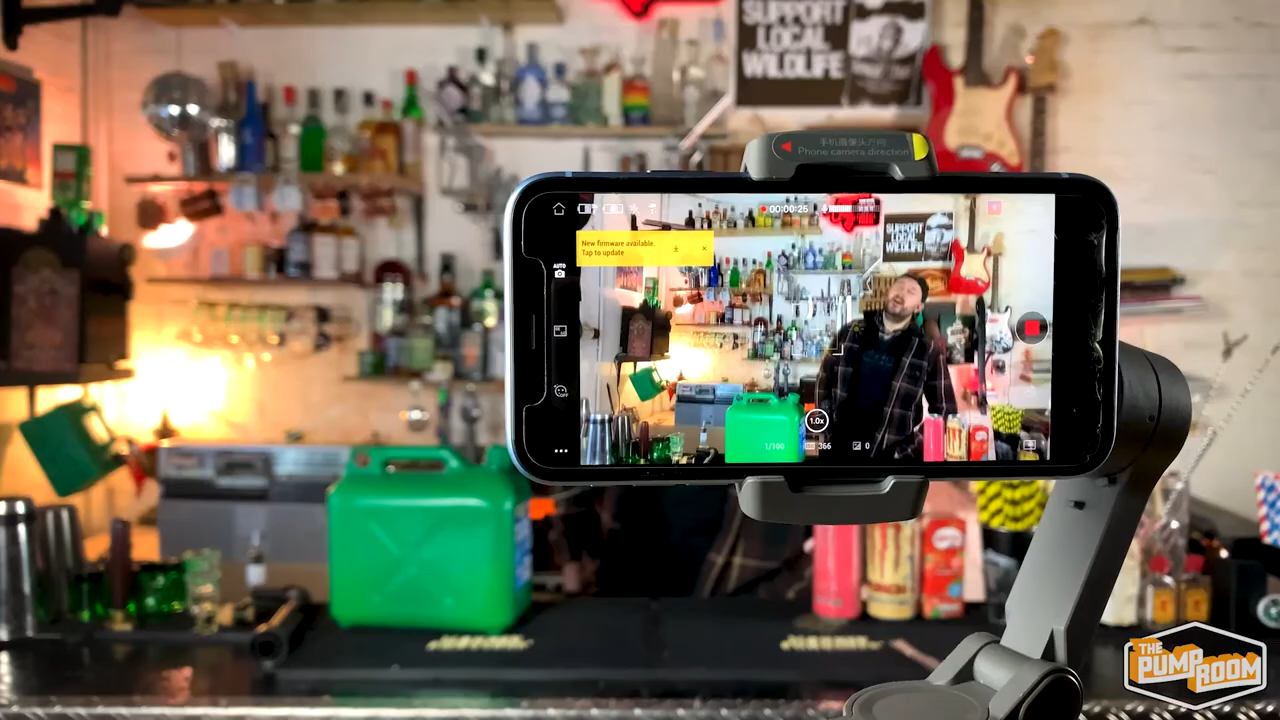 SUPPORT
LOCAL
WILDLIFE
手机摄像头方向
Phone camera direction
00:00:25
New firmware available.
Tap to update
SUPPORT
LOCAL
WILDLIFE
AUTO
OFF
1.0x
1/100
366
0
THE
PUMP
ROOM